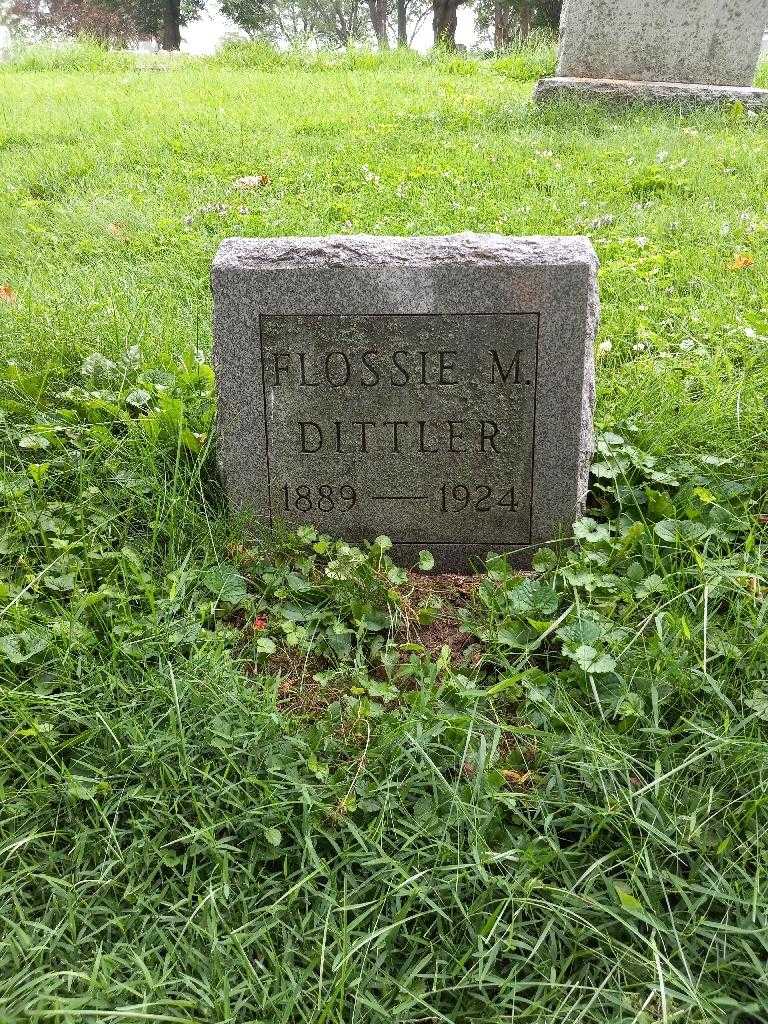 FLOSSIE M.
DITTLER
1889 — 1924